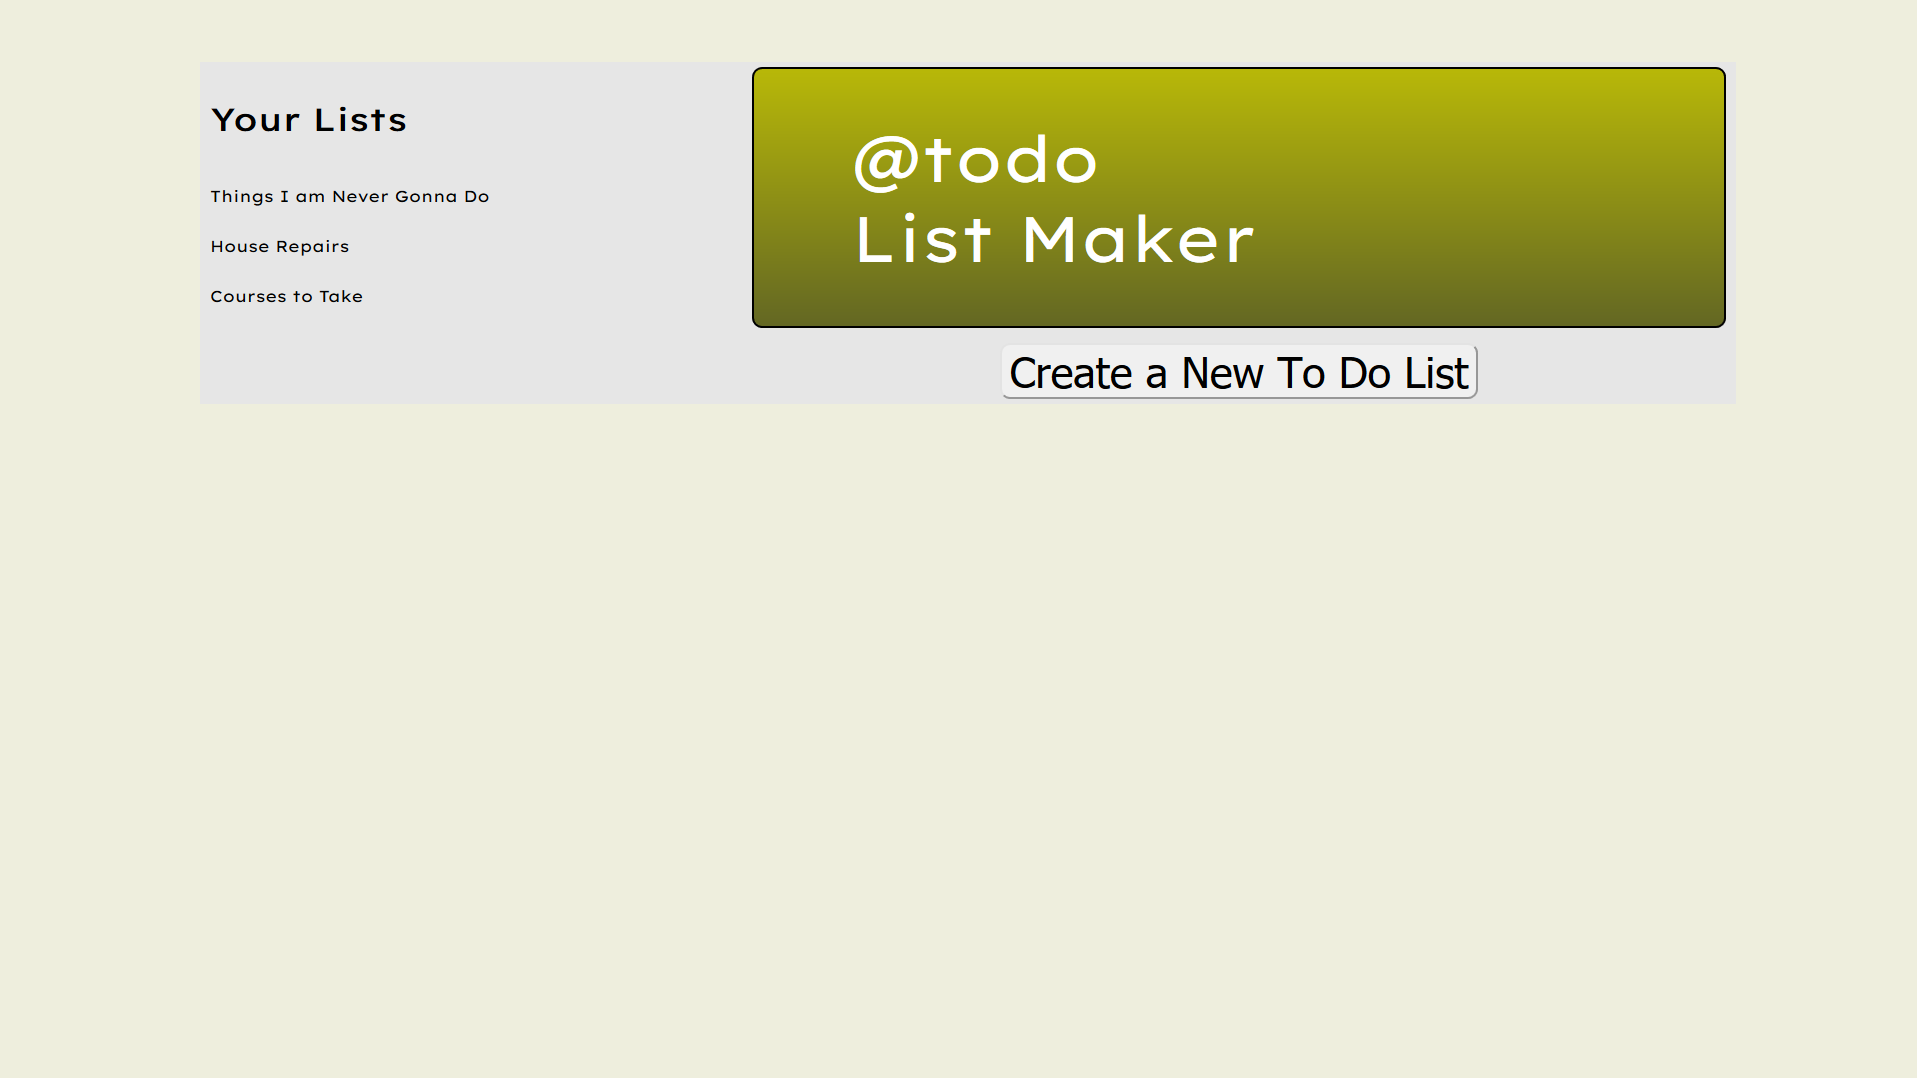 Your Lists
Things I am Never Gonna Do
House Repairs
Courses to Take
@todo
List Maker
Create a New To Do List